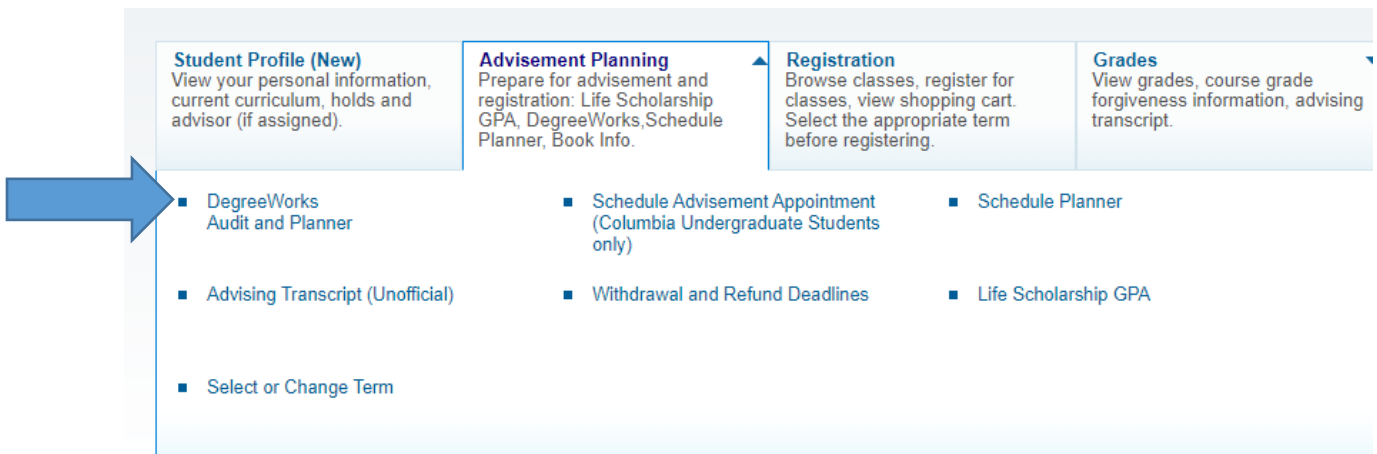 Student Profile (New)
View your personal information,
current curriculum, holds and
advisor (if assigned).
Advisement Planning
Prepare for advisement and
registration: Life Scholarship
GPA, DegreeWorks,Schedule
Planner, Book Info.
Registration
Browse classes, register for
classes, view shopping cart.
Select the appropriate term
before registering.
Grades
View grades, course grade
forgiveness information, advising
transcript.
DegreeWorks
Audit and Planner
Schedule Advisement Appointment
(Columbia Undergraduate Students
only)
Schedule Planner
Advising Transcript (Unofficial)
Withdrawal and Refund Deadlines
Life Scholarship GPA
Select or Change Term